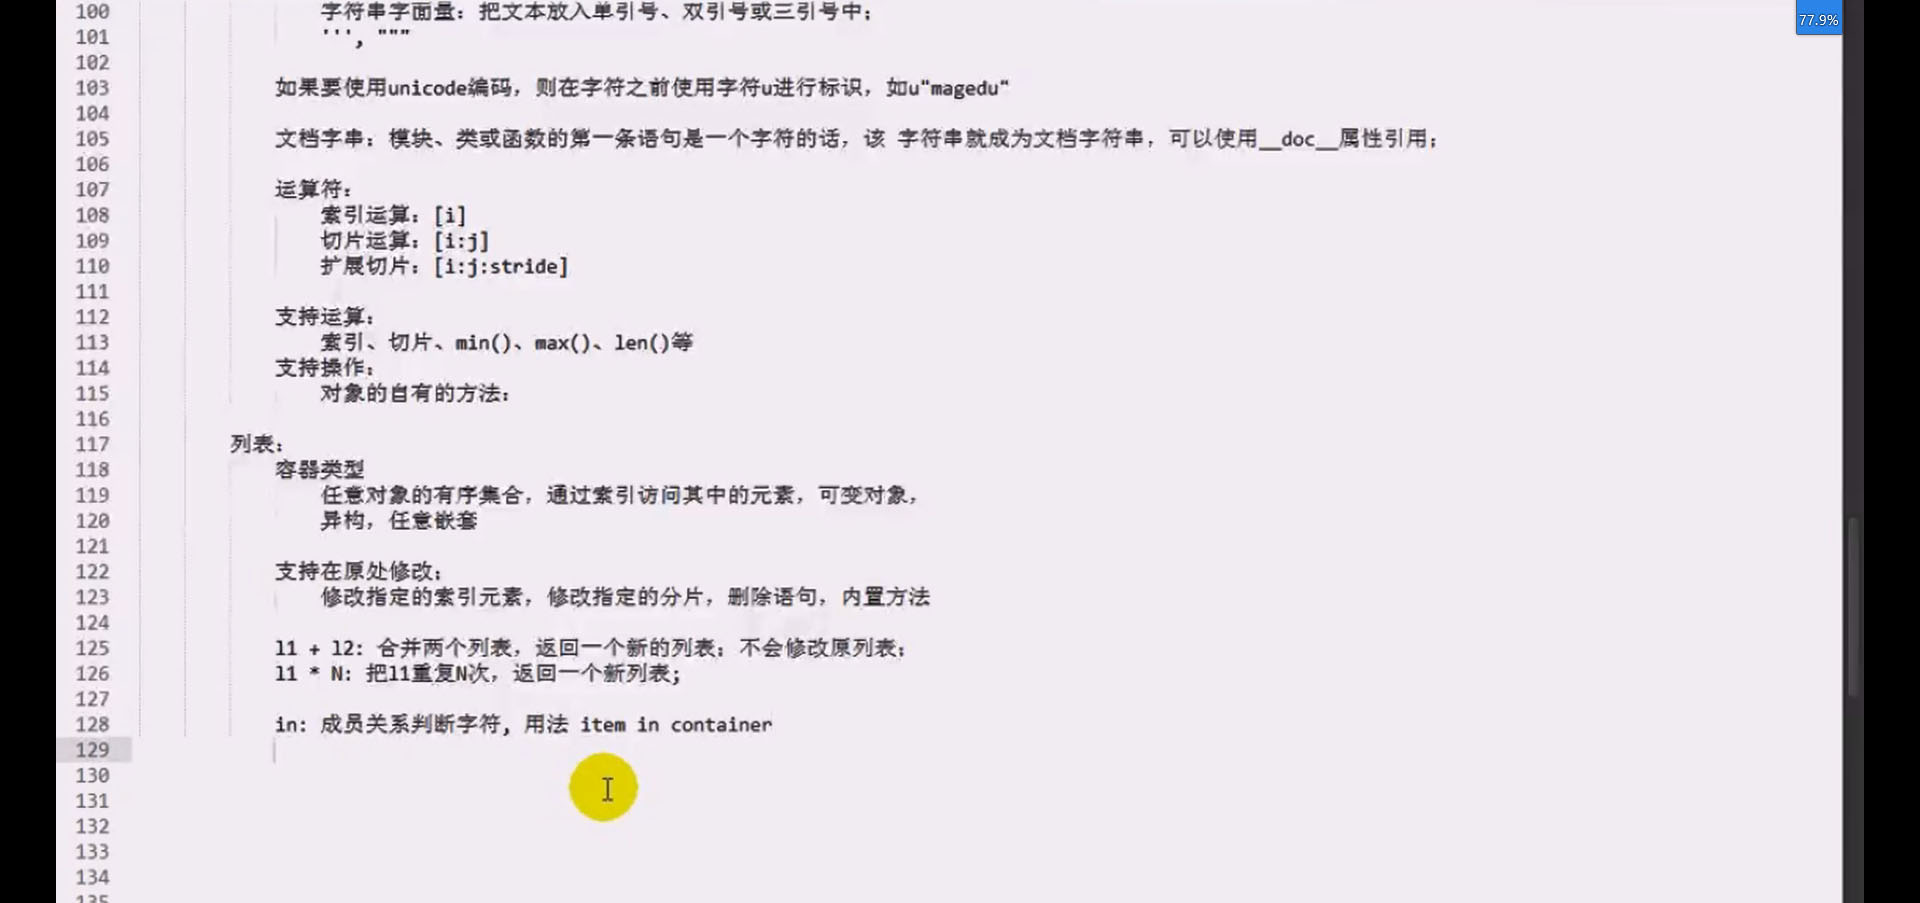 77.9%
100 字符串字面量：把文本放入单引号、双引号或三引号中；
101 ''', """
102
103 如果要使用unicode编码，则在字符之前使用字符u进行标识，如u"magedu"
104
105 文档字串：模块、类或函数的第一条语句是一个字符的话，该 字符串就成为文档字符串，可以使用__doc__属性引用；
106
107 运算符：
108 索引运算：[i]
109 切片运算：[i:j]
110 扩展切片：[i:j:stride]
111
112 支持运算：
113 索引、切片、min()、max()、len()等
114 支持操作：
115 对象的自有的方法：
116
117 列表：
118 容器类型
119 任意对象的有序集合，通过索引访问其中的元素，可变对象，
120 异构，任意嵌套
121
122 支持在原处修改；
123 修改指定的索引元素，修改指定的分片，删除语句，内置方法
124
125 l1 + l2: 合并两个列表，返回一个新的列表；不会修改原列表；
126 l1 * N: 把l1重复N次，返回一个新列表；
127
128 in: 成员关系判断字符, 用法 item in container
129
130
131
132
133
134
135